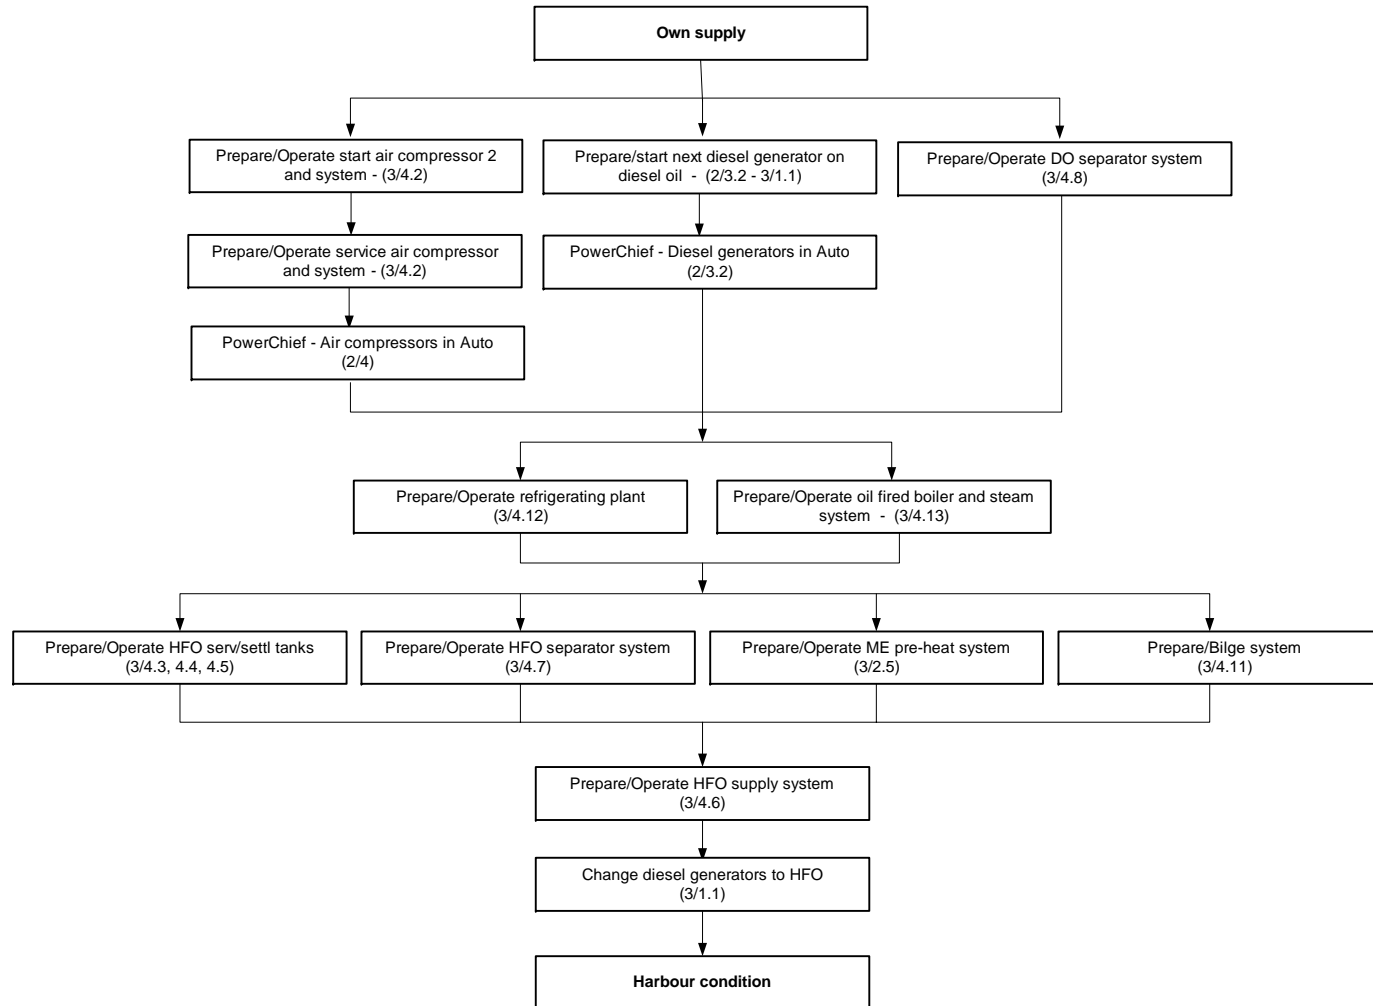 Own supply
Prepare/Operate start air compressor 2
and system - (3/4.2)
Prepare/start next diesel generator on
diesel oil - (2/3.2 - 3/1.1)
Prepare/Operate DO separator system
(3/4.8)
Prepare/Operate service air compressor
and system - (3/4.2)
PowerChief - Diesel generators in Auto
(2/3.2)
PowerChief - Air compressors in Auto
(2/4)
Prepare/Operate refrigerating plant
(3/4.12)
Prepare/Operate oil fired boiler and steam
system - (3/4.13)
Prepare/Operate HFO serv/settl tanks
(3/4.3, 4.4, 4.5)
Prepare/Operate HFO separator system
(3/4.7)
Prepare/Operate ME pre-heat system
(3/2.5)
Prepare/Bilge system
(3/4.11)
Prepare/Operate HFO supply system
(3/4.6)
Change diesel generators to HFO
(3/1.1)
Harbour condition